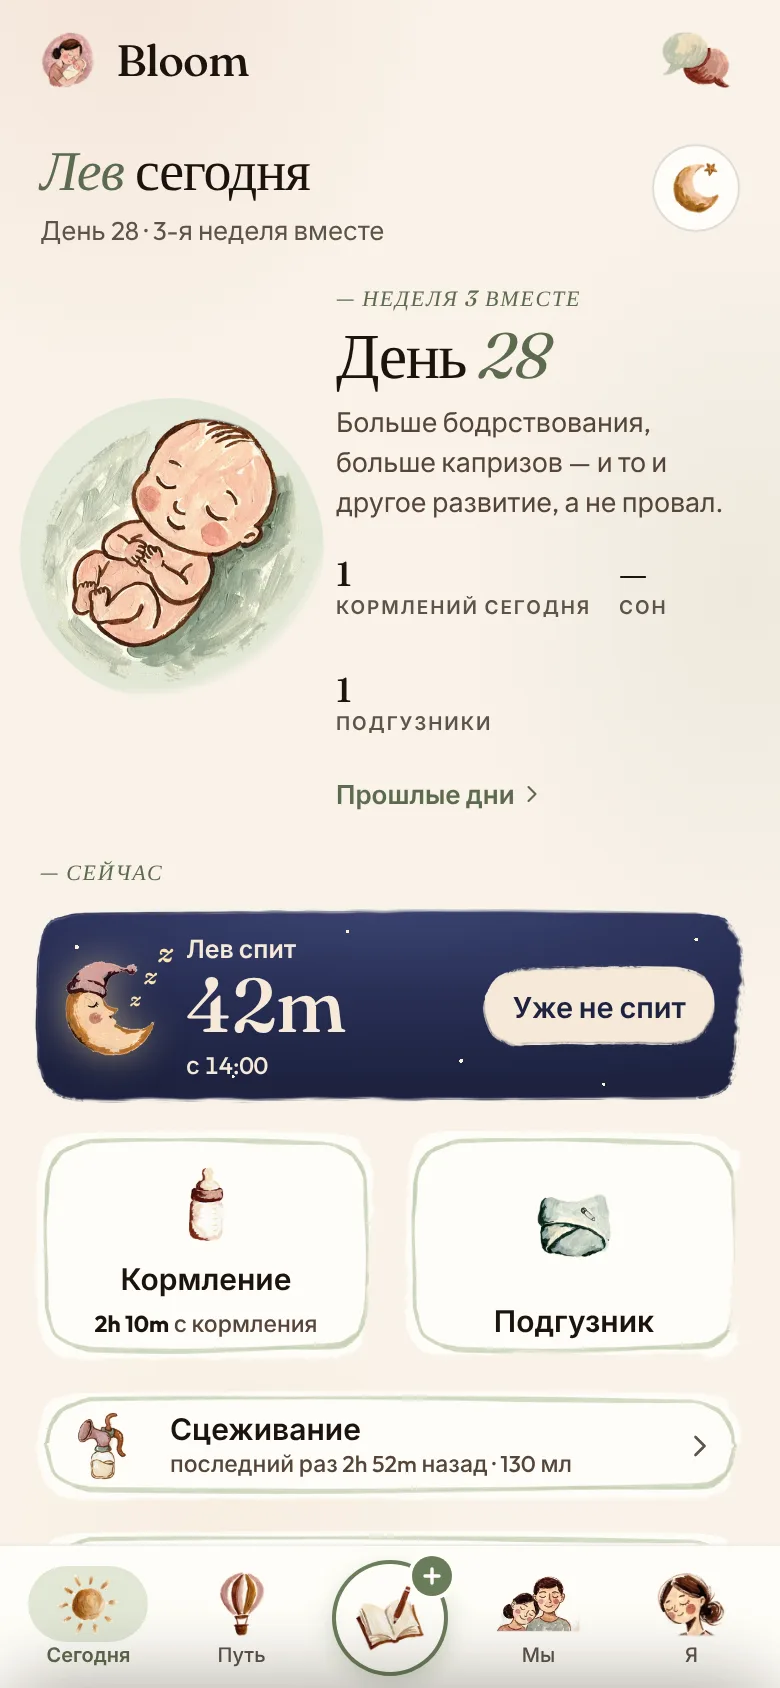 Bloom
Лев сегодня
День 28 · 3-я неделя вместе
— НЕДЕЛЯ 3 ВМЕСТЕ
День 28
Больше бодрствования,
больше капризов — и то и
другое развитие, а не провал.
1
КОРМЛЕНИЙ СЕГОДНЯ
—
СОН
1
ПОДГУЗНИКИ
Прошлые дни
— СЕЙЧАС
z z z
Лев спит
42m
с 14:00
Уже не спит
Кормление
2h 10m с кормления
Подгузник
Сцеживание
последний раз 2h 52m назад · 130 мл
Сегодня
Путь
Мы
Я